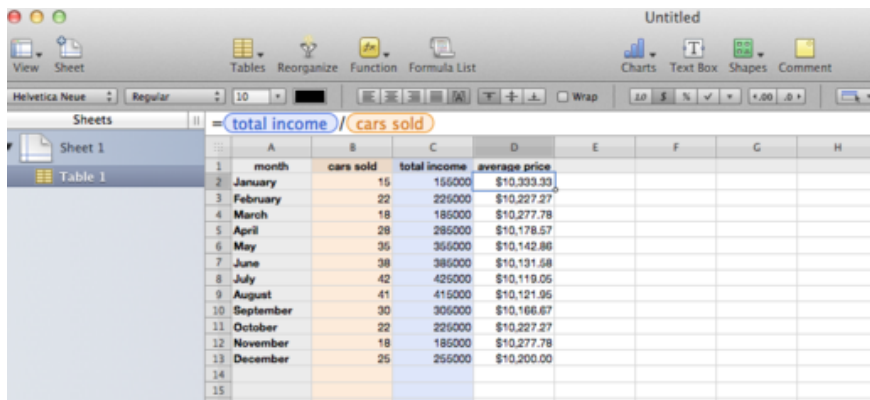 Untitled
View Sheet Tables Reorganize Function Formula List Charts Text Box Shapes Comment
Helvetica Neue Regular 10 Wrap 1.0 $ % .00 .0
Sheets = total income / cars sold
Sheet 1 A B C D E F G H
Table 1
1 month cars sold total income average price
2 January 15 155000 $10,333.33
3 February 22 225000 $10,227.27
4 March 18 185000 $10,277.78
5 April 28 285000 $10,178.57
6 May 35 355000 $10,142.86
7 June 38 385000 $10,131.58
8 July 42 425000 $10,119.05
9 August 41 415000 $10,121.95
10 September 30 305000 $10,166.67
11 October 22 225000 $10,227.27
12 November 18 185000 $10,277.78
13 December 25 255000 $10,200.00
14
15